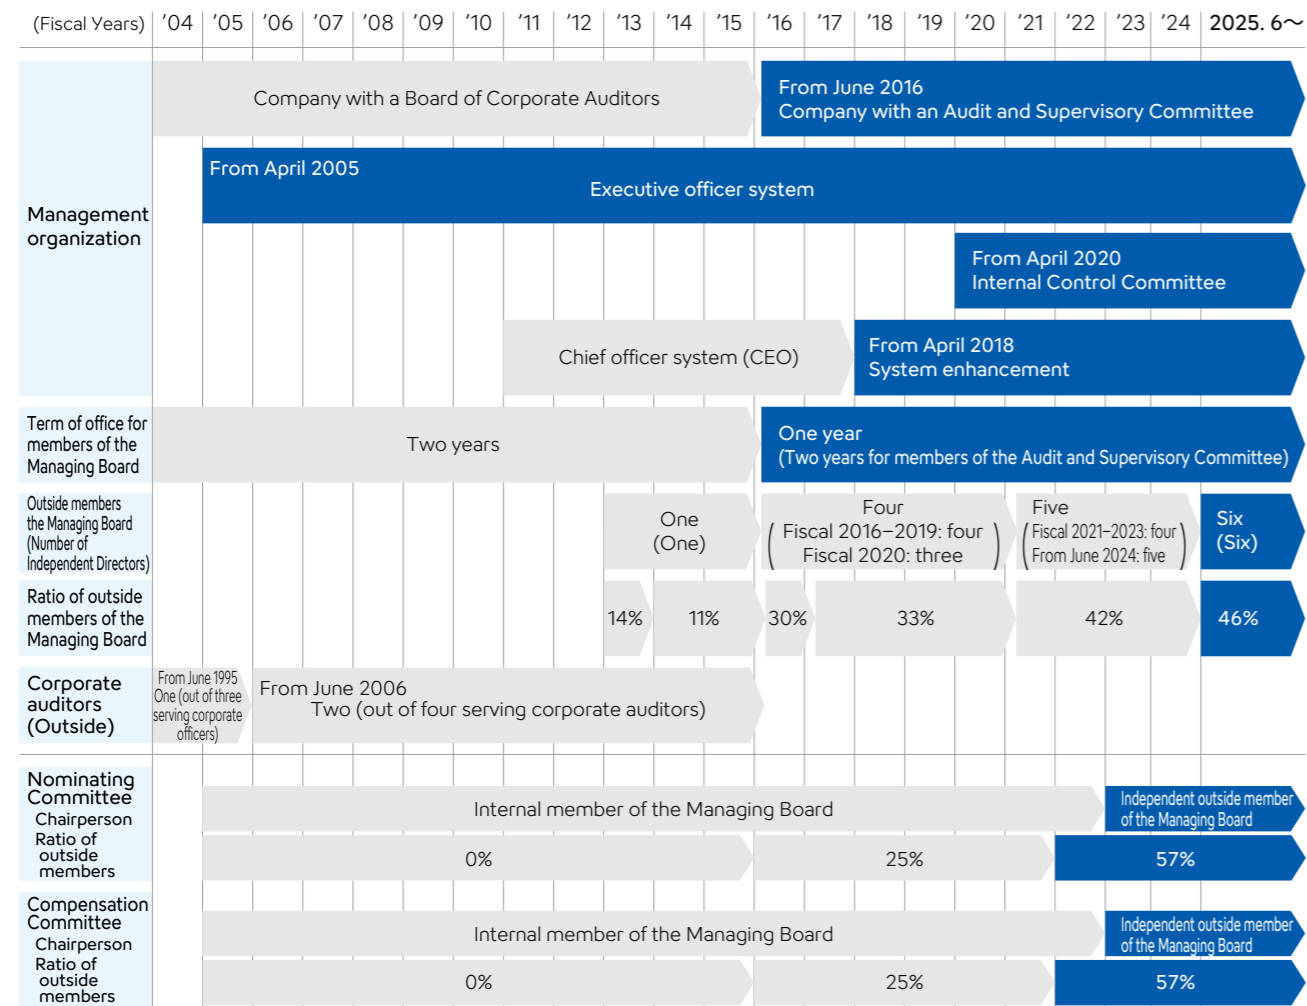 (Fiscal Years) ’04 ’05 ’06 ’07 ’08 ’09 ’10 ’11 ’12 ’13 ’14 ’15 ’16 ’17 ’18 ’19 ’20 ’21 ’22 ’23 ’24 2025. 6～
Management
organization
Company with a Board of Corporate Auditors
From June 2016
Company with an Audit and Supervisory Committee
From April 2005
Executive officer system
From April 2020
Internal Control Committee
Chief officer system (CEO)
From April 2018
System enhancement
Term of office for
members of the
Managing Board
Two years
One year
(Two years for members of the Audit and Supervisory Committee)
Outside members
the Managing Board
(Number of
Independent Directors)
One
(One)
Four
(Fiscal 2016–2019: four
Fiscal 2020: three)
Five
(Fiscal 2021–2023: four
From June 2024: five)
Six
(Six)
Ratio of outside
members of the
Managing Board
14% 11% 30% 33% 42% 46%
Corporate
auditors
(Outside)
From June 1995
One (out of three
serving corporate
officers)
From June 2006
Two (out of four serving corporate auditors)
Nominating
Committee
Chairperson
Internal member of the Managing Board
Independent outside member
of the Managing Board
Ratio of
outside
members
0% 25% 57%
Compensation
Committee
Chairperson
Internal member of the Managing Board
Independent outside member
of the Managing Board
Ratio of
outside
members
0% 25% 57%